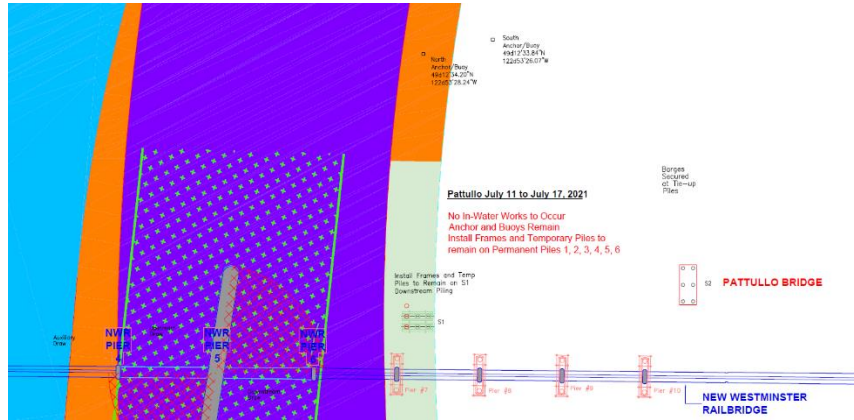 South
Anchor/Buoy
49d12'33.84"N
122d53'26.07"W
North
Anchor/Buoy
49d12'34.20"N
122d53'28.24"W
Pattullo July 11 to July 17, 2021
Barges
Secured
at Tie-up
Piles
No In-Water Works to Occur
Anchor and Buoys Remain
Install Frames and Temporary Piles to
remain on Permanent Piles 1, 2, 3, 4, 5, 6
Install Frames and Temp
Piles to Remain on S1
Downstream Piling
S2
PATTULLO BRIDGE
S1
Auxiliary
Draw
NWR
PIER
4
NWR
PIER
5
Pier #7
Pier #8
Pier #9
Pier #10
NEW WESTMINSTER
RAILBRIDGE